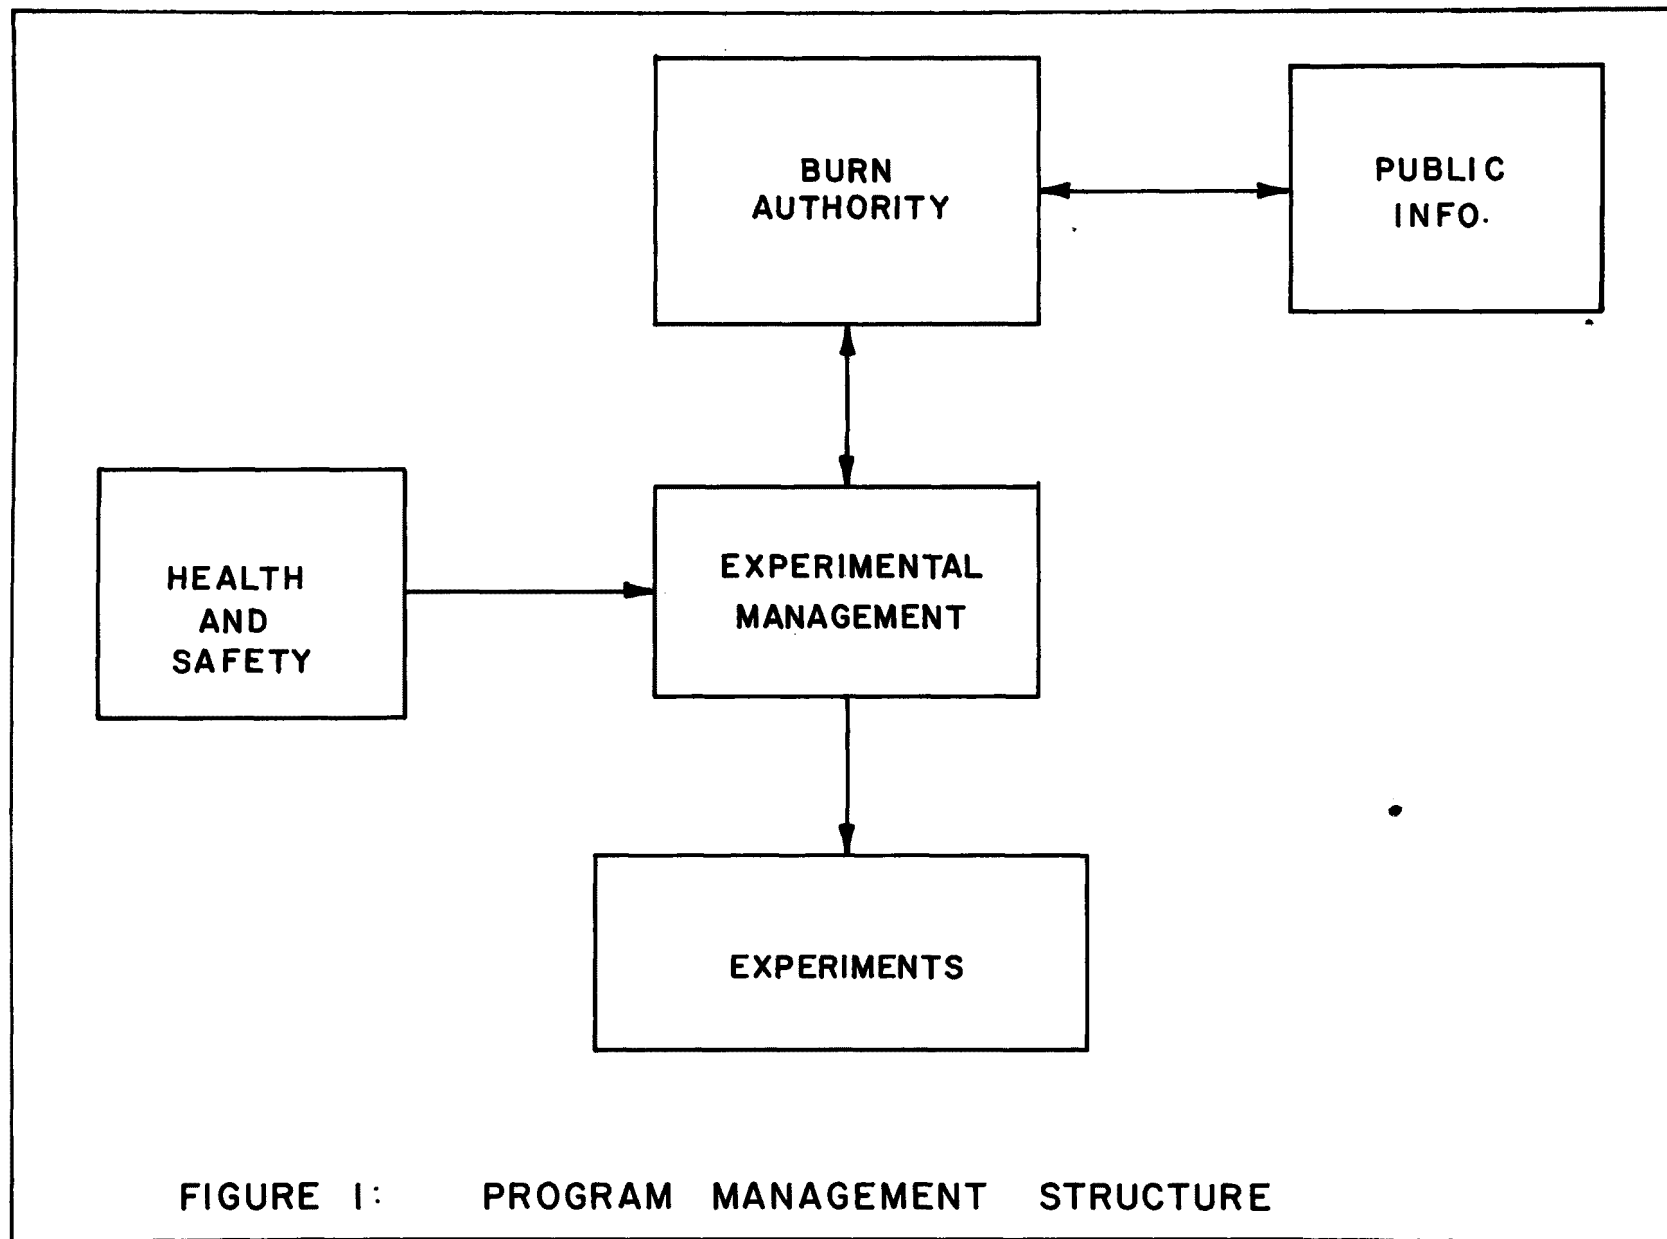 BURN
AUTHORITY
PUBLIC
INFO.
HEALTH
AND
SAFETY
EXPERIMENTAL
MANAGEMENT
EXPERIMENTS
FIGURE 1: PROGRAM MANAGEMENT STRUCTURE